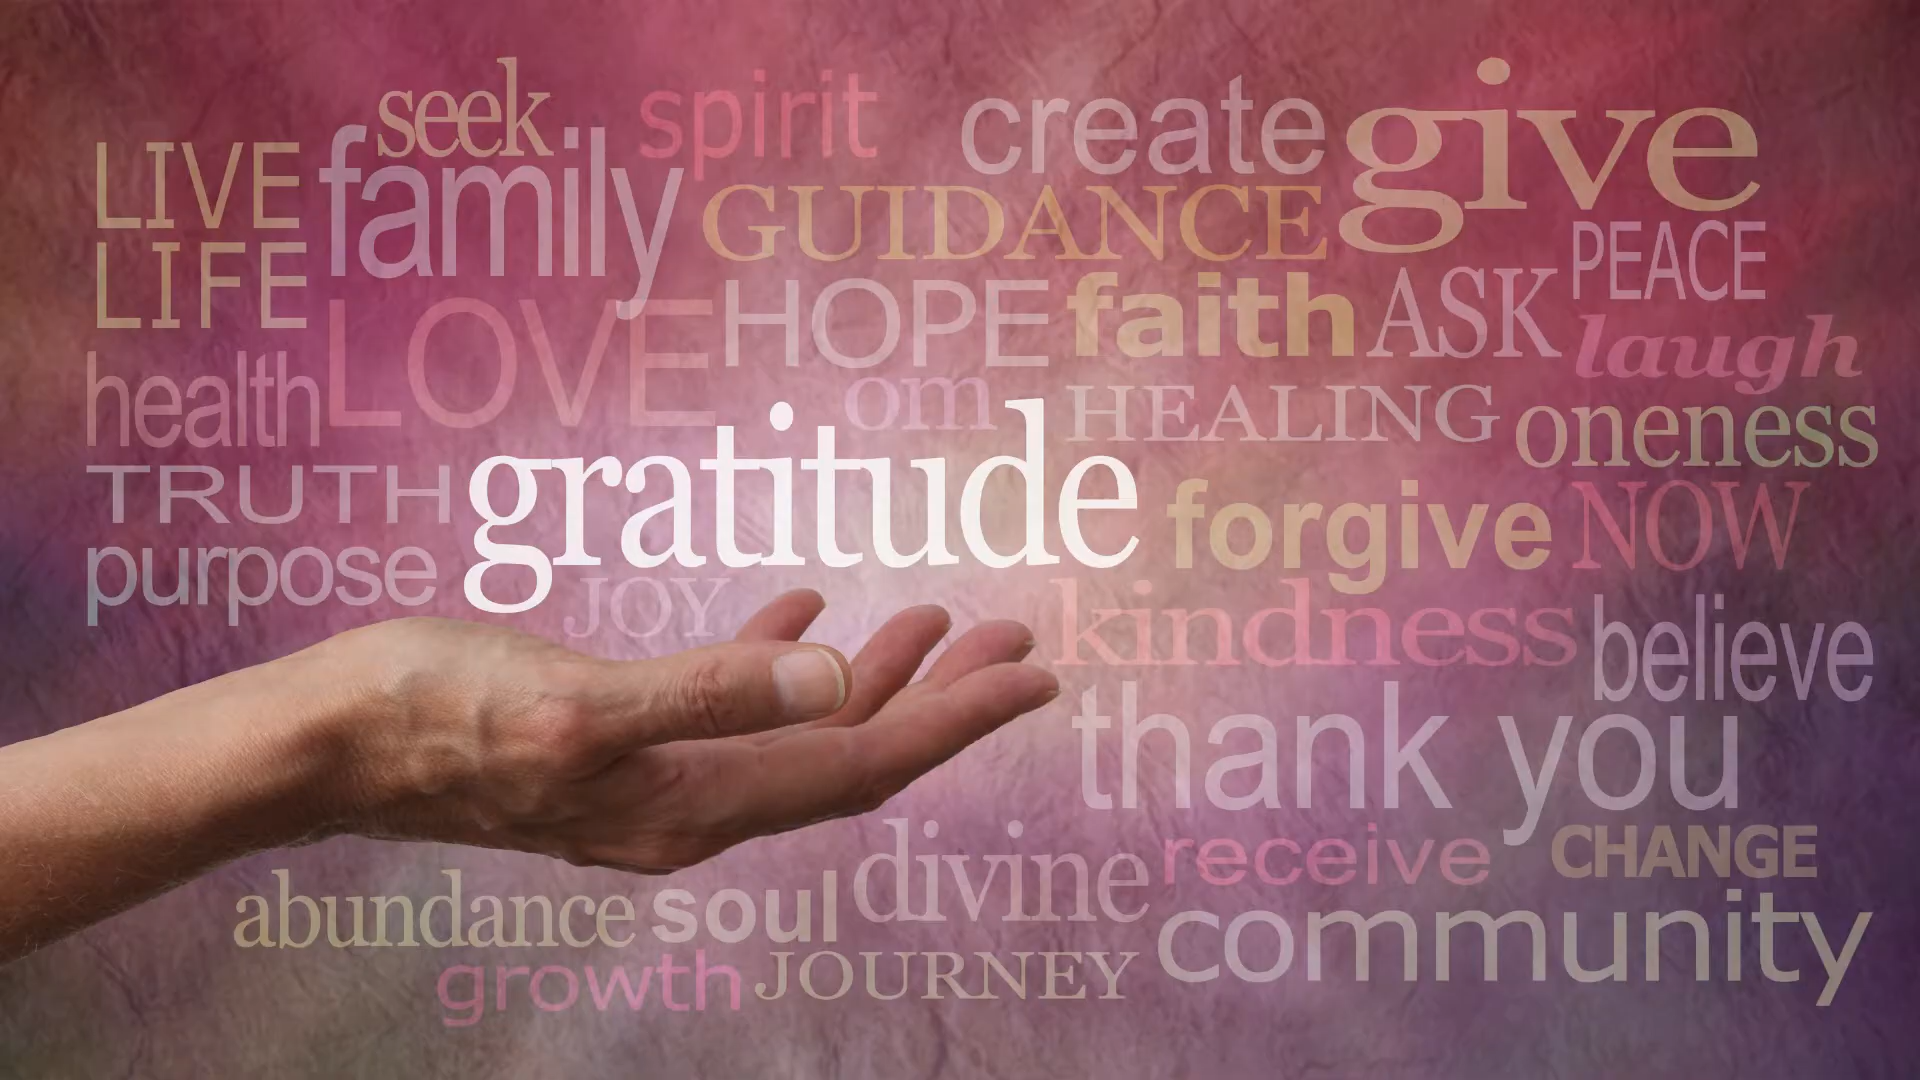 seek
spirit
create
give
LIVE
LIFE
family
GUIDANCE
PEACE
LOVE
HOPE
faith
ASK
laugh
health
om
HEALING
oneness
TRUTH
gratitude
forgive
NOW
purpose
JOY
kindness
believe
thank you
receive
CHANGE
abundance
soul
divine
community
growth
JOURNEY